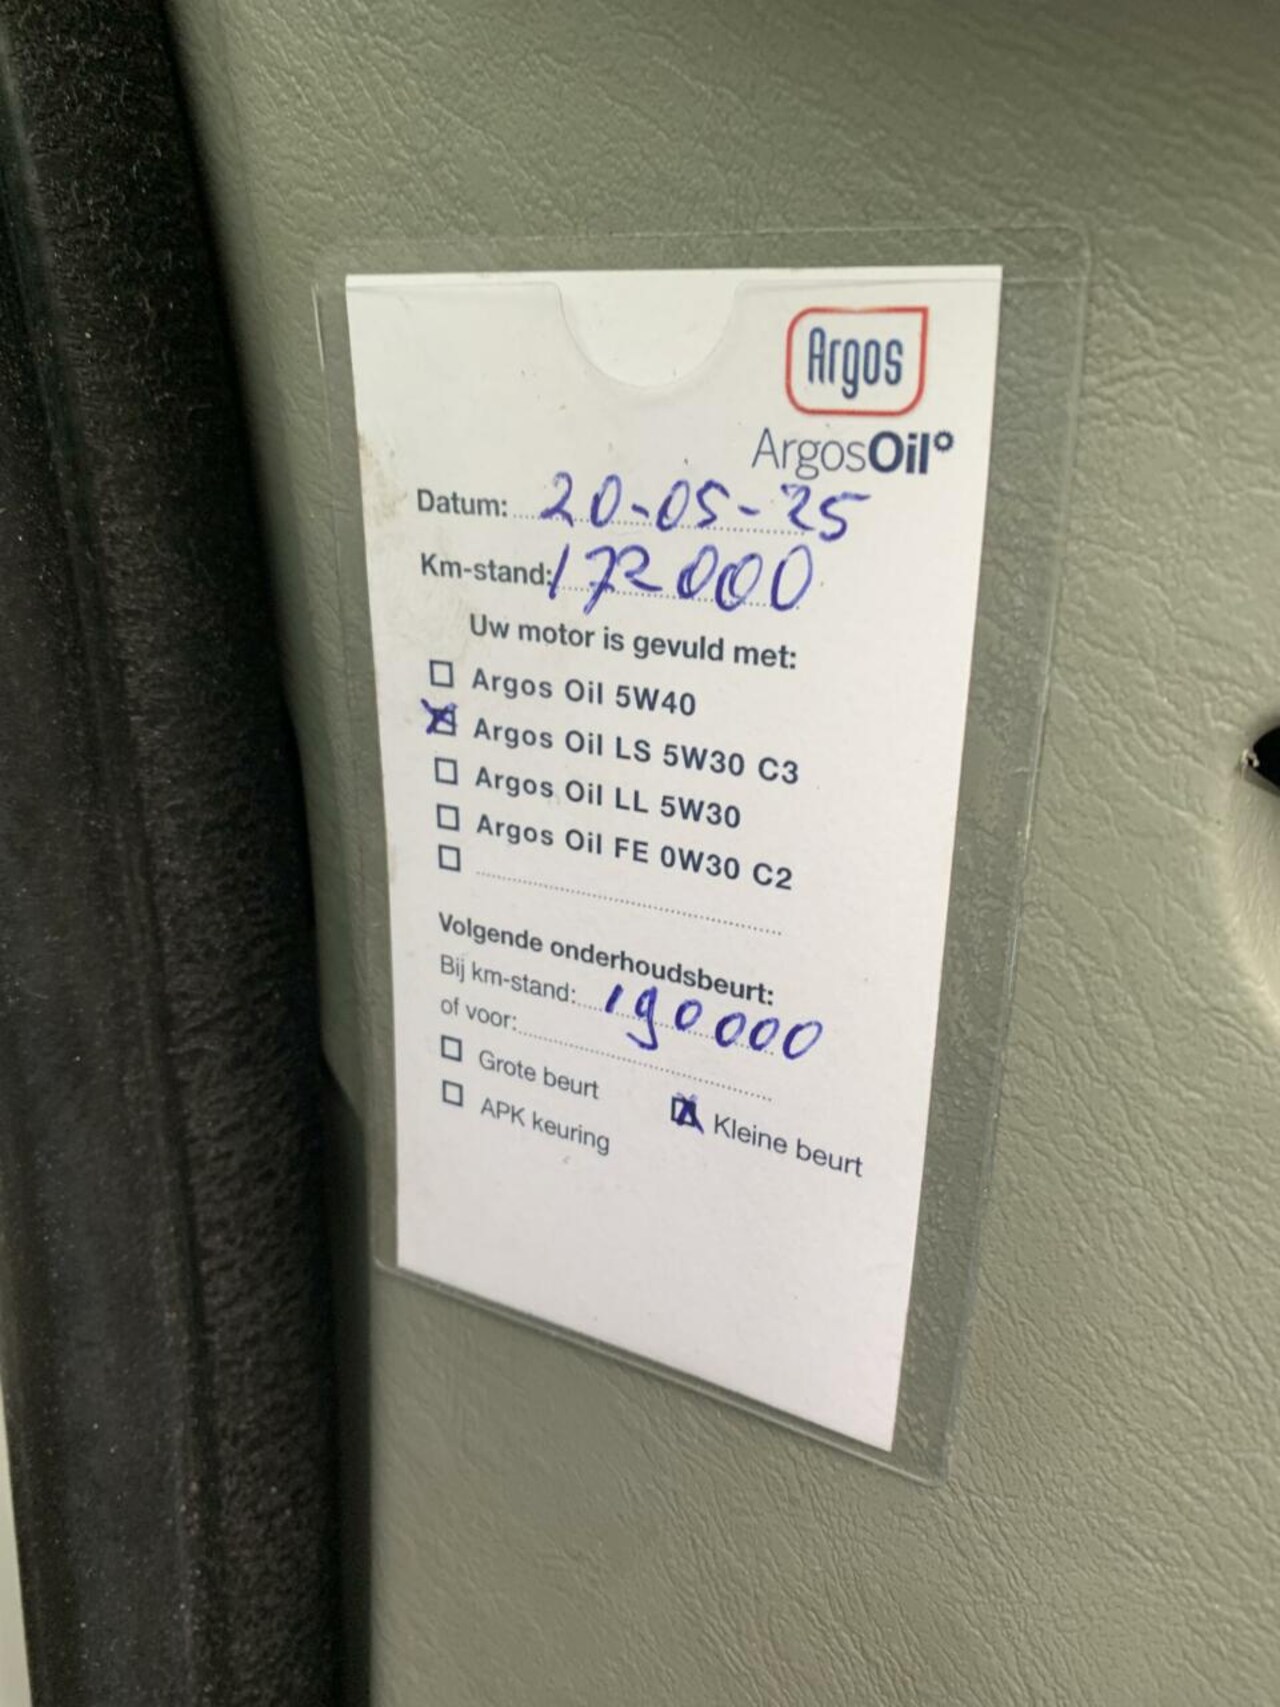 Argos
ArgosOil
Datum: 20-05-25
Km-stand: 172000
Uw motor is gevuld met:
Argos Oil 5W40
Argos Oil LS 5W30 C3
Argos Oil LL 5W30
Argos Oil FE 0W30 C2
Volgende onderhoudsbeurt:
Bij km-stand: 190000
of voor:
Grote beurt
Kleine beurt
APK keuring